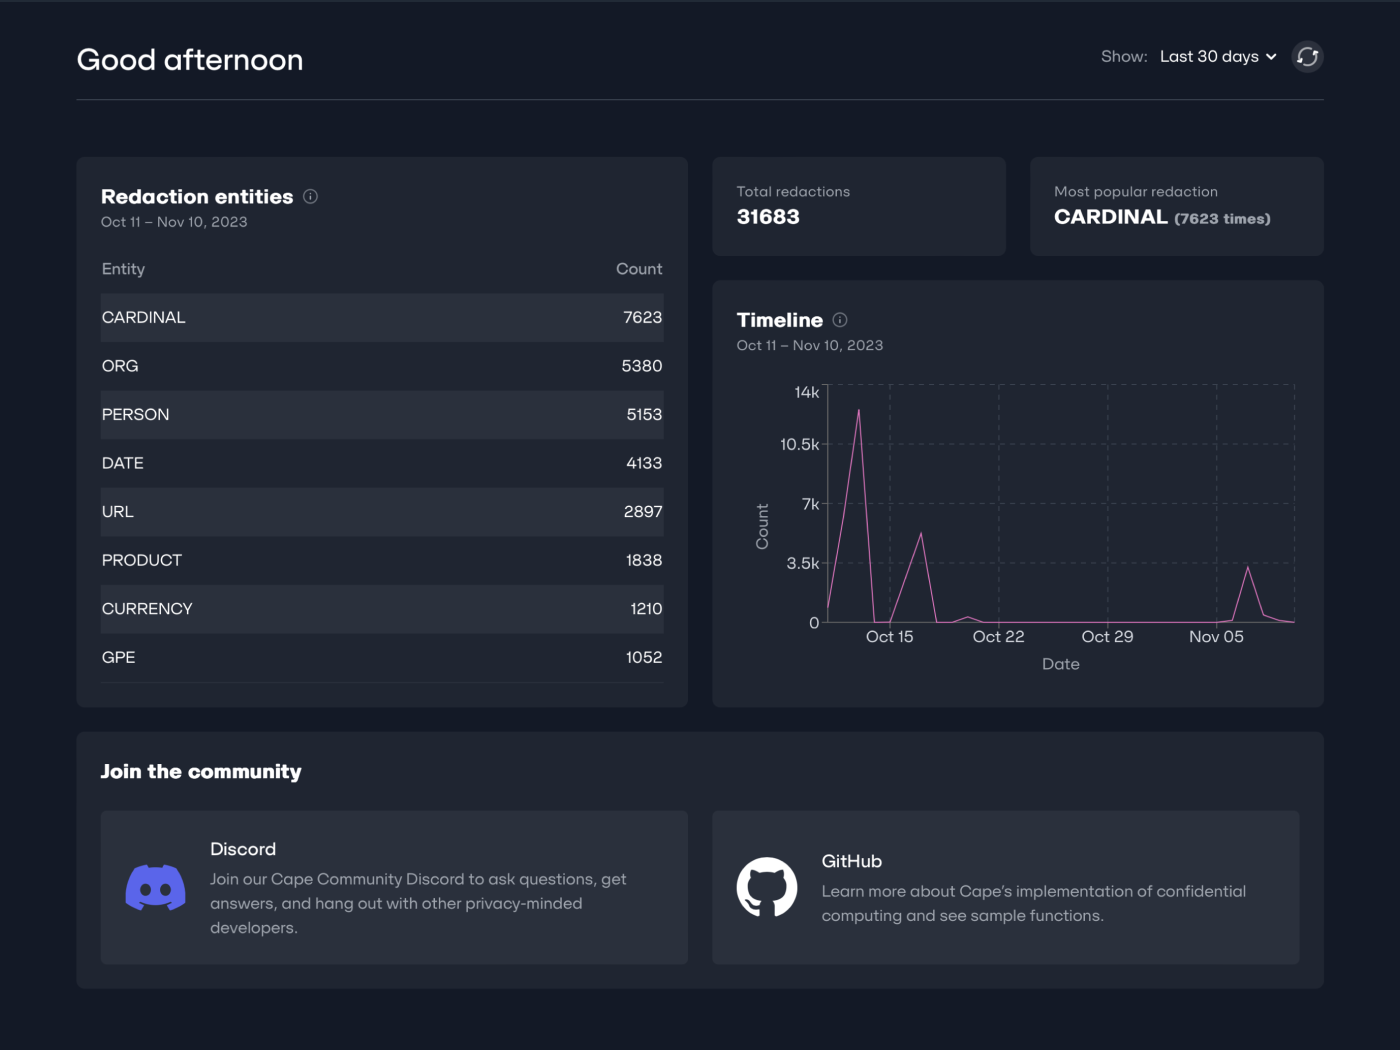 Good afternoon
Show: Last 30 days
Redaction entities
Oct 11 – Nov 10, 2023
Entity Count
CARDINAL 7623
ORG 5380
PERSON 5153
DATE 4133
URL 2897
PRODUCT 1838
CURRENCY 1210
GPE 1052
Total redactions
31683
Most popular redaction
CARDINAL (7623 times)
Timeline
Oct 11 – Nov 10, 2023
14k
10.5k
7k
3.5k
0
Count
Oct 15 Oct 22 Oct 29 Nov 05
Date
Join the community
Discord
Join our Cape Community Discord to ask questions, get
answers, and hang out with other privacy-minded
developers.
GitHub
Learn more about Cape’s implementation of confidential
computing and see sample functions.